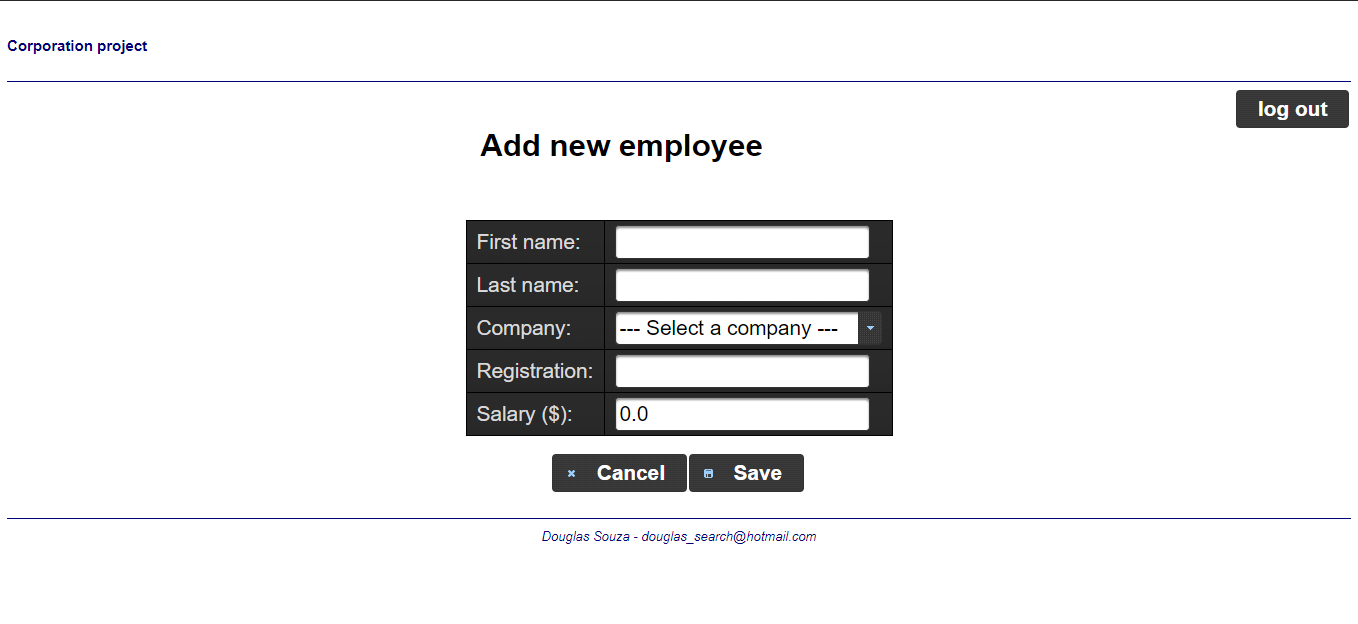 Corporation project
log out
Add new employee
First name:
Last name:
Company: --- Select a company ---
Registration:
Salary ($): 0.0
Cancel Save
Douglas Souza - douglas_search@hotmail.com